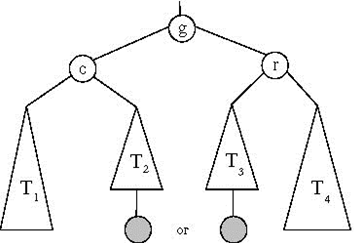 g
c r
T₁ T₂ T₃ T₄
or